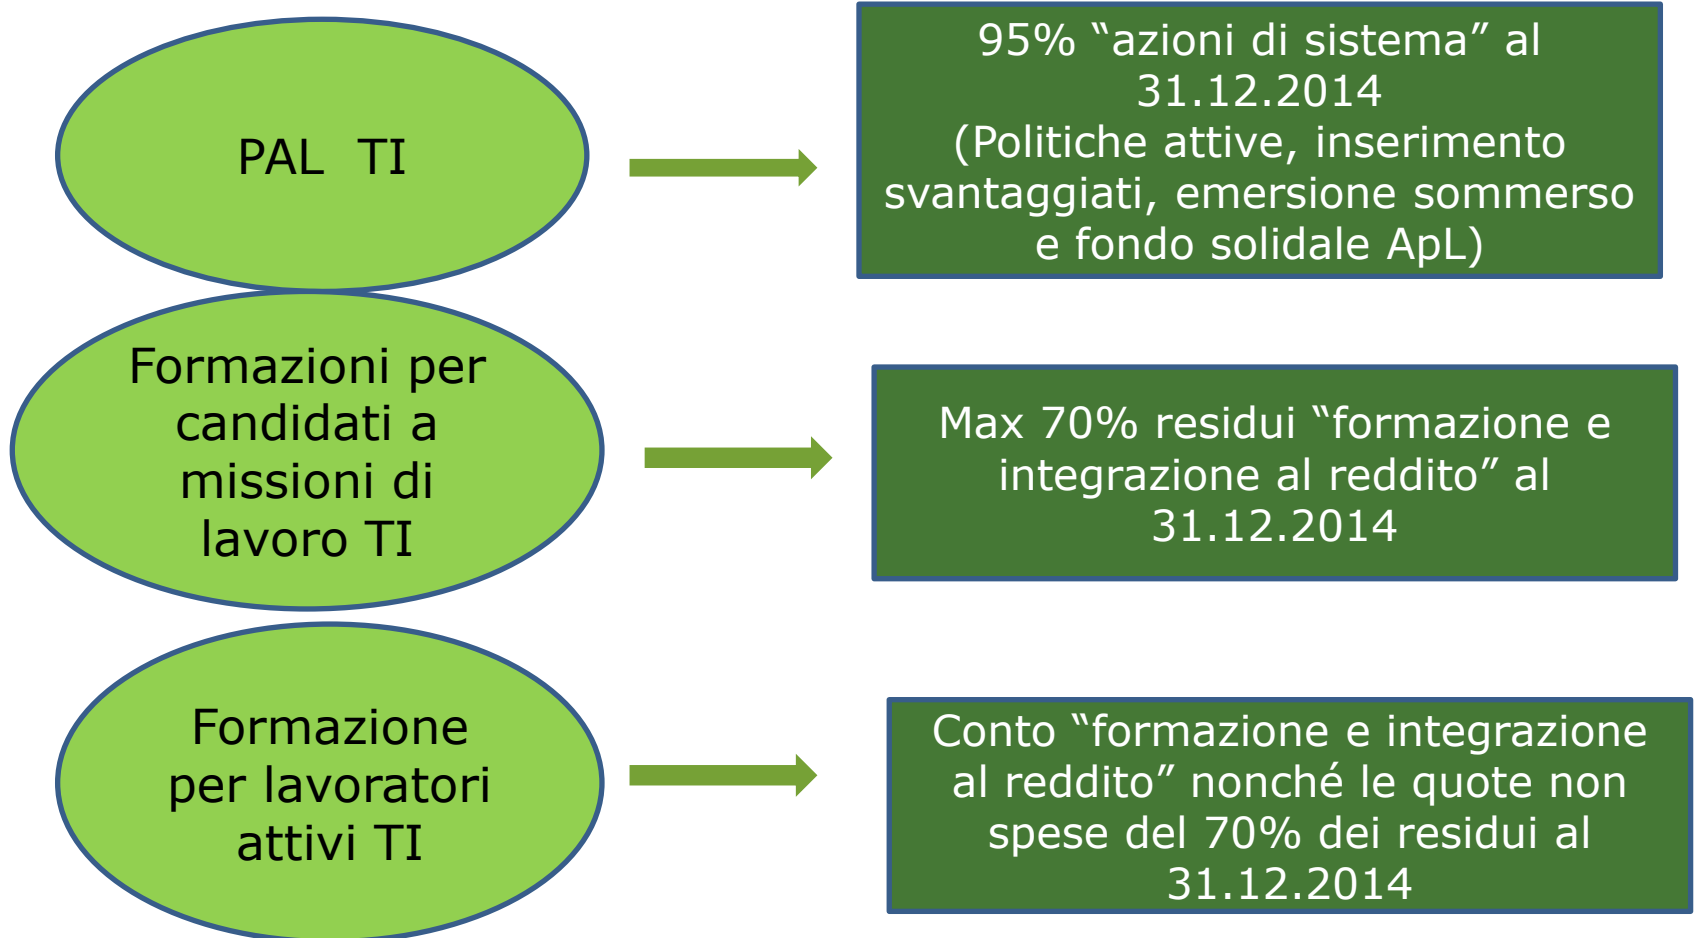 PAL  TI
95% “azioni di sistema” al
31.12.2014
(Politiche attive, inserimento
svantaggiati, emersione sommerso
e fondo solidale ApL)
Formazioni per
candidati a
missioni di
lavoro TI
Max 70% residui “formazione e
integrazione al reddito” al
31.12.2014
Formazione
per lavoratori
attivi TI
Conto “formazione e integrazione
al reddito” nonché le quote non
spese del 70% dei residui al
31.12.2014